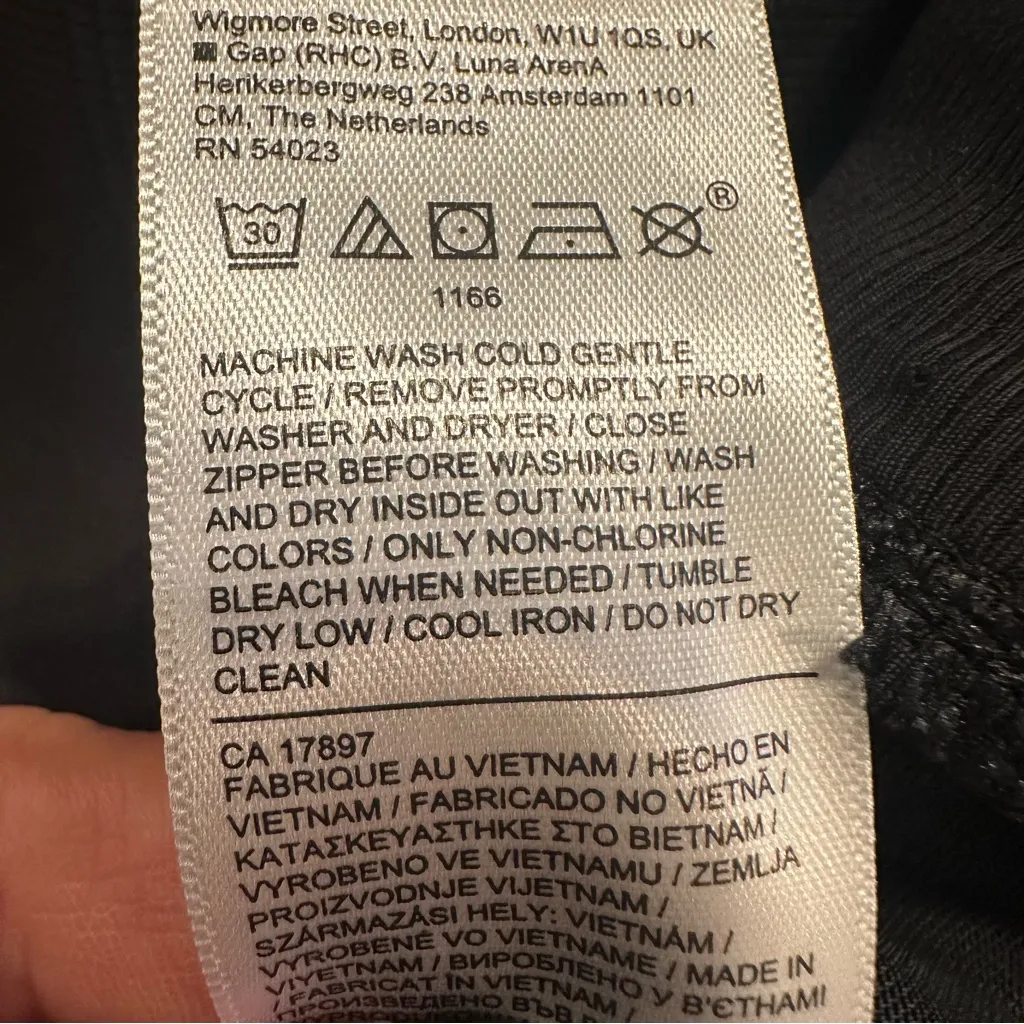 Wigmore Street, London, W1U 1QS, UK
Gap (RHC) B.V. Luna ArenA
Herikerbergweg 238 Amsterdam 1101
CM, The Netherlands
RN 54023
30 ®
1166
MACHINE WASH COLD GENTLE
CYCLE / REMOVE PROMPTLY FROM
WASHER AND DRYER / CLOSE
ZIPPER BEFORE WASHING / WASH
AND DRY INSIDE OUT WITH LIKE
COLORS / ONLY NON-CHLORINE
BLEACH WHEN NEEDED / TUMBLE
DRY LOW / COOL IRON / DO NOT DRY
CLEAN
CA 17897
FABRIQUE AU VIETNAM / HECHO EN
VIETNAM / FABRICADO NO VIETNÃ /
ΚΑΤΑΣΚΕΥΑΣΤΗΚΕ ΣΤΟ ΒΙΕΤΝΑΜ /
VYROBENO VE VIETNAMU / ZEMLJA
PROIZVODNJE VIJETNAM /
SZÁRMAZÁSI HELY: VIETNÁM /
VYROBENÉ VO VIETNAME / MADE IN
VIYETNAM / ВИРОБЛЕНО У В'ЄТНАМІ
/ FABRICAT ÎN VIETNAM /
ПРОИЗВЕДЕНО ВЪВ